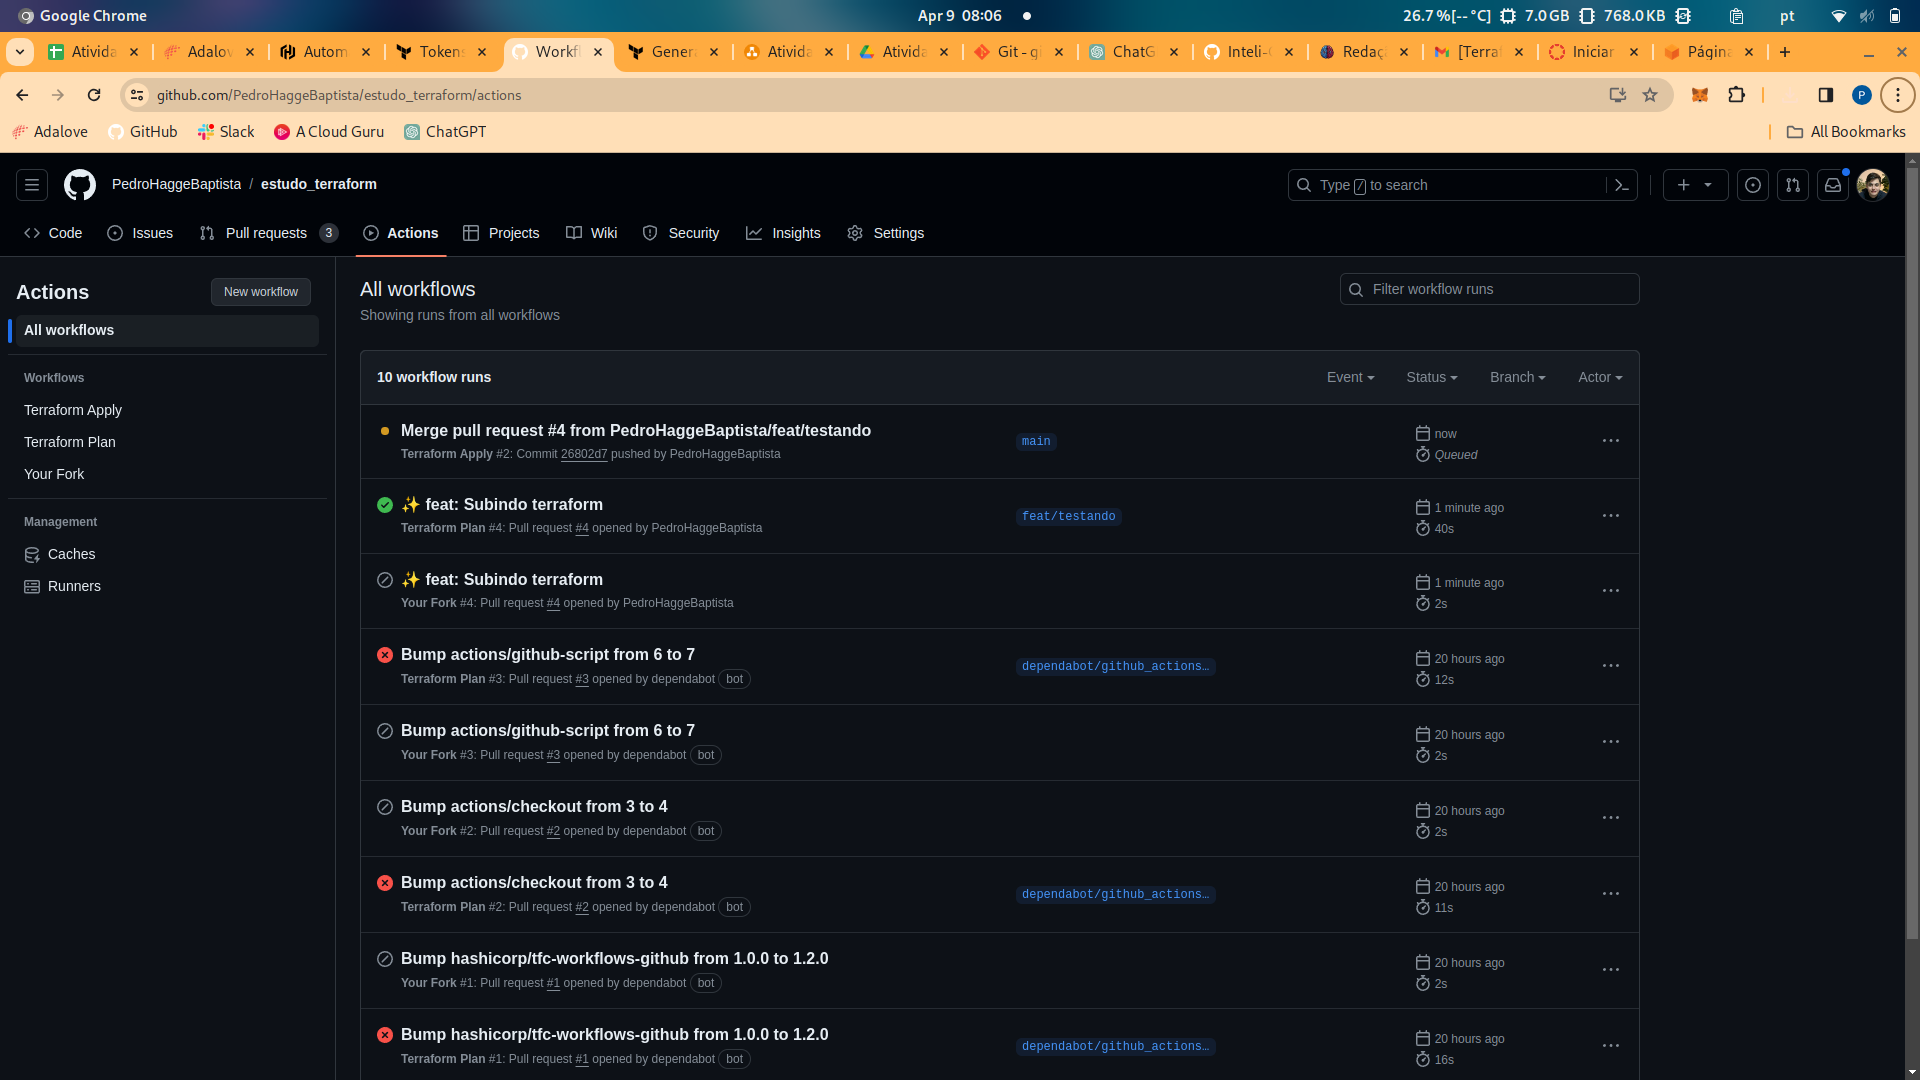 Google Chrome
Apr 9 08:06
26.7 %[-- °C] 7.0 GB 768.0 KB pt
Ativida
Adalov
Autom
Token
Workfl
Gener
Ativida
Ativida
Git - gi
ChatG
Inteli-
Redaç
[Terraf
Iniciar
Página
github.com/PedroHaggeBaptista/estudo_terraform/actions
P
Adalove GitHub Slack A Cloud Guru ChatGPT
All Bookmarks
PedroHaggeBaptista / estudo_terraform
Type / to search
Code Issues Pull requests 3 Actions Projects Wiki Security Insights Settings
Actions
New workflow
All workflows
Workflows
Terraform Apply
Terraform Plan
Your Fork
Management
Caches
Runners
All workflows
Showing runs from all workflows
Filter workflow runs
10 workflow runs
Event Status Branch Actor
Merge pull request #4 from PedroHaggeBaptista/feat/testando
Terraform Apply #2: Commit 26802d7 pushed by PedroHaggeBaptista
main
now
Queued
✨ feat: Subindo terraform
Terraform Plan #4: Pull request #4 opened by PedroHaggeBaptista
feat/testando
1 minute ago
40s
✨ feat: Subindo terraform
Your Fork #4: Pull request #4 opened by PedroHaggeBaptista
1 minute ago
2s
Bump actions/github-script from 6 to 7
Terraform Plan #3: Pull request #3 opened by dependabot bot
dependabot/github_actions…
20 hours ago
12s
Bump actions/github-script from 6 to 7
Your Fork #3: Pull request #3 opened by dependabot bot
20 hours ago
2s
Bump actions/checkout from 3 to 4
Your Fork #2: Pull request #2 opened by dependabot bot
20 hours ago
2s
Bump actions/checkout from 3 to 4
Terraform Plan #2: Pull request #2 opened by dependabot bot
dependabot/github_actions…
20 hours ago
11s
Bump hashicorp/tfc-workflows-github from 1.0.0 to 1.2.0
Your Fork #1: Pull request #1 opened by dependabot bot
20 hours ago
2s
Bump hashicorp/tfc-workflows-github from 1.0.0 to 1.2.0
Terraform Plan #1: Pull request #1 opened by dependabot bot
dependabot/github_actions…
20 hours ago
16s